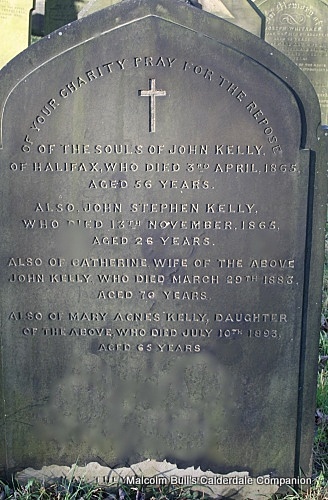 OF YOUR CHARITY PRAY FOR THE REPOSE
OF THE SOULS OF JOHN KELLY,
OF HALIFAX, WHO DIED 3RD APRIL, 1865,
AGED 56 YEARS.
ALSO, JOHN STEPHEN KELLY,
WHO DIED 13TH NOVEMBER, 1865,
AGED 26 YEARS.
ALSO OF CATHERINE WIFE OF THE ABOVE
JOHN KELLY, WHO DIED MARCH 29TH 1883,
AGED 70 YEARS
ALSO OF MARY AGNES KELLY, DAUGHTER
OF THE ABOVE, WHO DIED JULY 10TH 1893,
AGED 65 YEARS
Malcolm Bull's Calderdale Companion